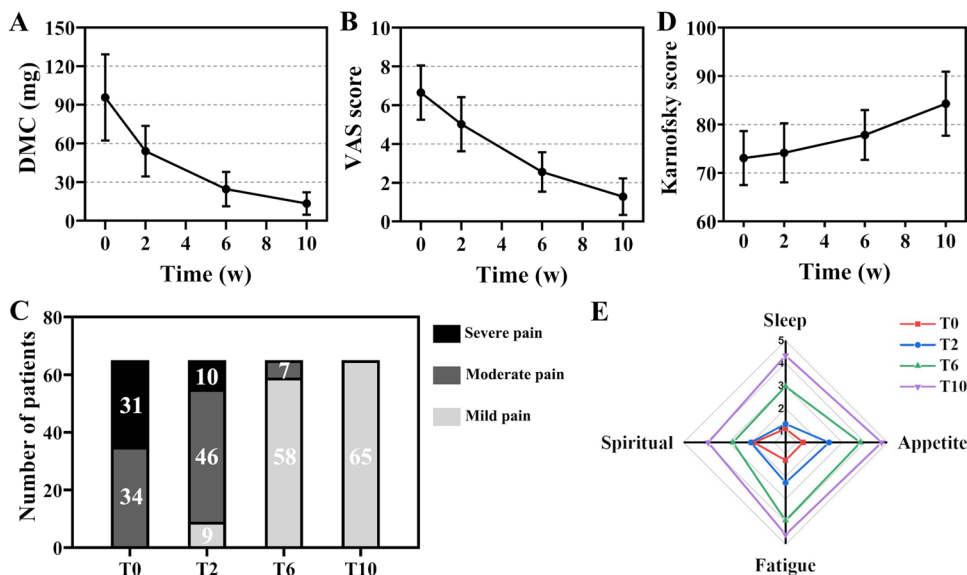 A
DMC (mg)
150
120
90
60
30
0
0 2 4 6 8 10
Time (w)
B
VAS score
8
6
4
2
0
0 2 4 6 8 10
Time (w)
D
Karnofsky score
100
90
80
70
60
0 2 4 6 8 10
Time (w)
C
Number of patients
80
60
40
20
0
31
34
10
46
9
7
58
65
T0 T2 T6 T10
Severe pain
Moderate pain
Mild pain
E
Sleep
5
4
3
2
1
Spiritual
Appetite
Fatigue
T0
T2
T6
T10